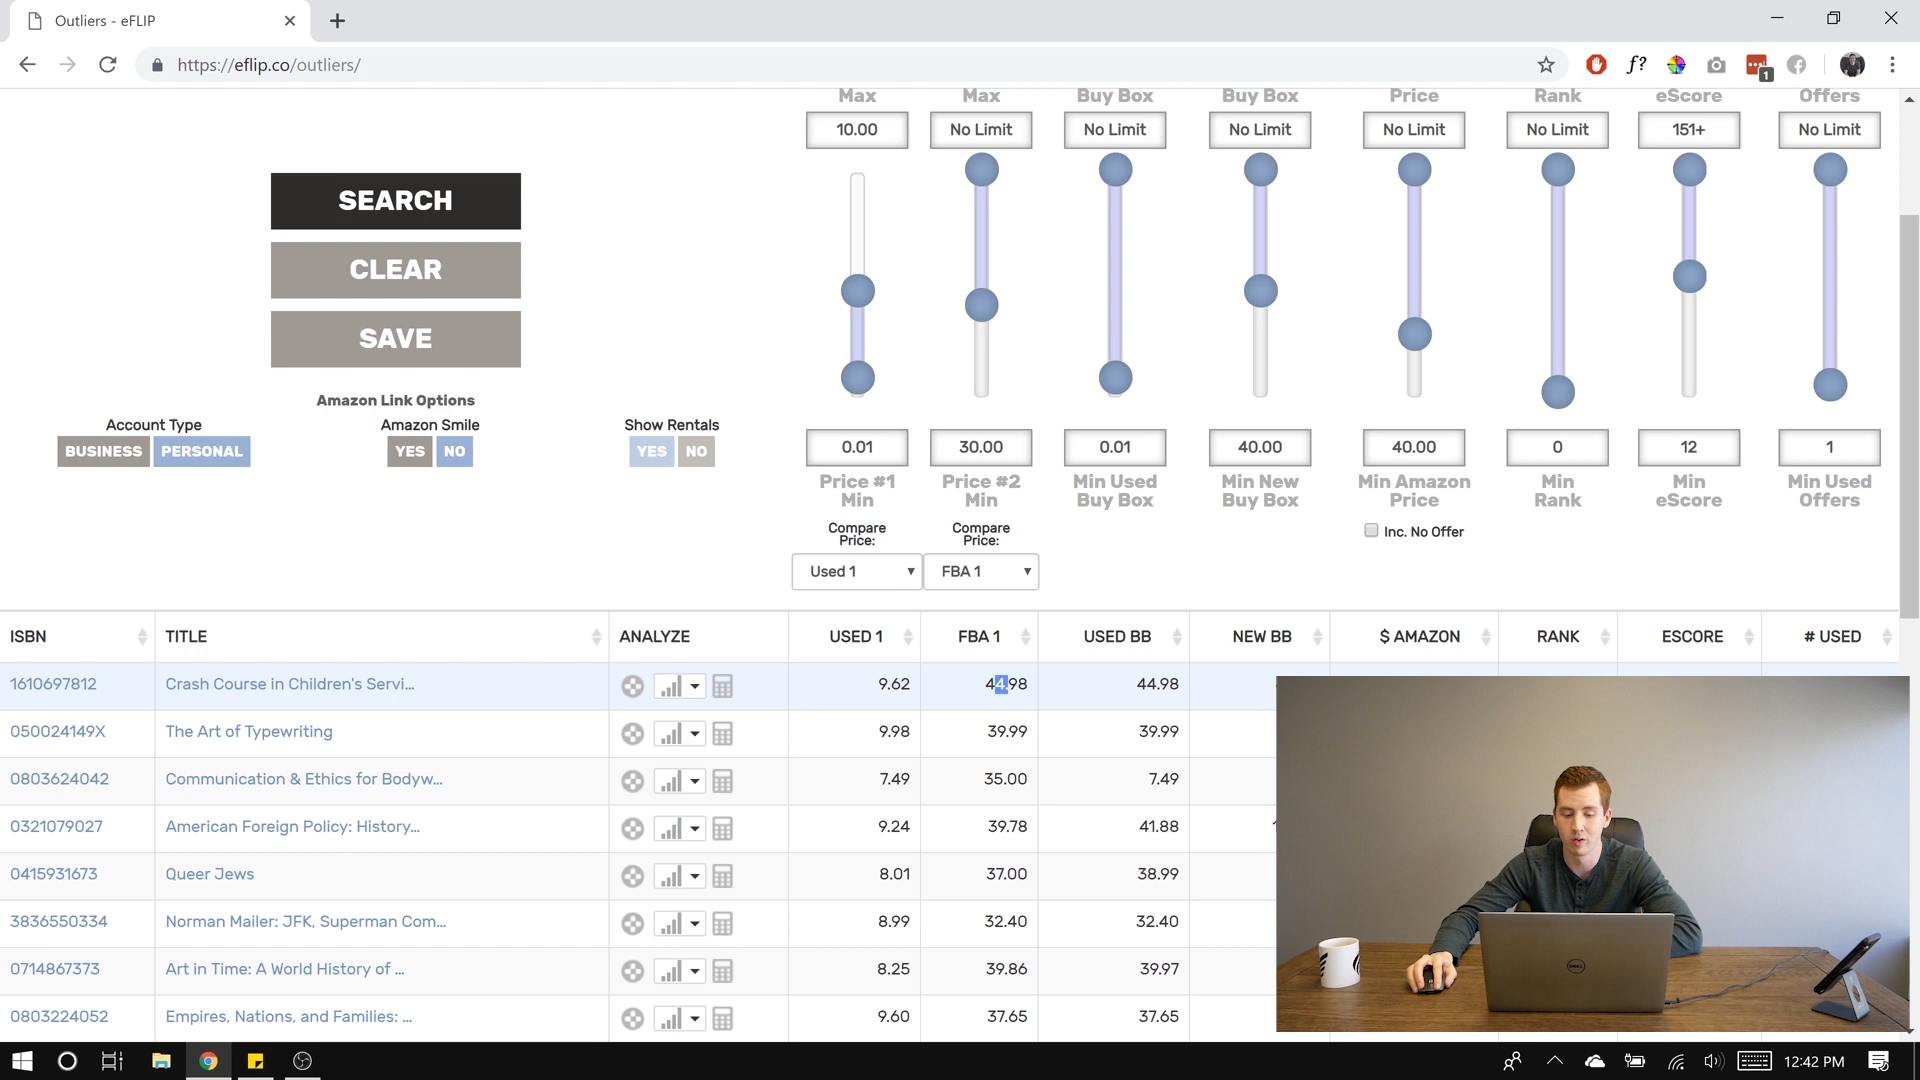 Outliers - eFLIP
https://eflip.co/outliers/
1
Max Max Buy Box Buy Box Price Rank eScore Offers
10.00 No Limit No Limit No Limit No Limit No Limit 151+ No Limit
SEARCH
CLEAR
SAVE
Amazon Link Options
Account Type Amazon Smile Show Rentals
BUSINESS PERSONAL YES NO YES NO
0.01 30.00 0.01 40.00 40.00 0 12 1
Price #1 Min
Price #2 Min
Min Used Buy Box
Min New Buy Box
Min Amazon Price
Min Rank
Min eScore
Min Used Offers
Compare Price:
Compare Price:
Inc. No Offer
Used 1 FBA 1
ISBN TITLE ANALYZE USED 1 FBA 1 USED BB NEW BB $ AMAZON RANK ESCORE # USED
1610697812 Crash Course in Children's Servi... 9.62 44.98 44.98
050024149X The Art of Typewriting 9.98 39.99 39.99
0803624042 Communication & Ethics for Bodyw... 7.49 35.00 7.49
0321079027 American Foreign Policy: History... 9.24 39.78 41.88
0415931673 Queer Jews 8.01 37.00 38.99
3836550334 Norman Mailer: JFK, Superman Com... 8.99 32.40 32.40
0714867373 Art in Time: A World History of ... 8.25 39.86 39.97
0803224052 Empires, Nations, and Families: ... 9.60 37.65 37.65
DELL
12:42 PM